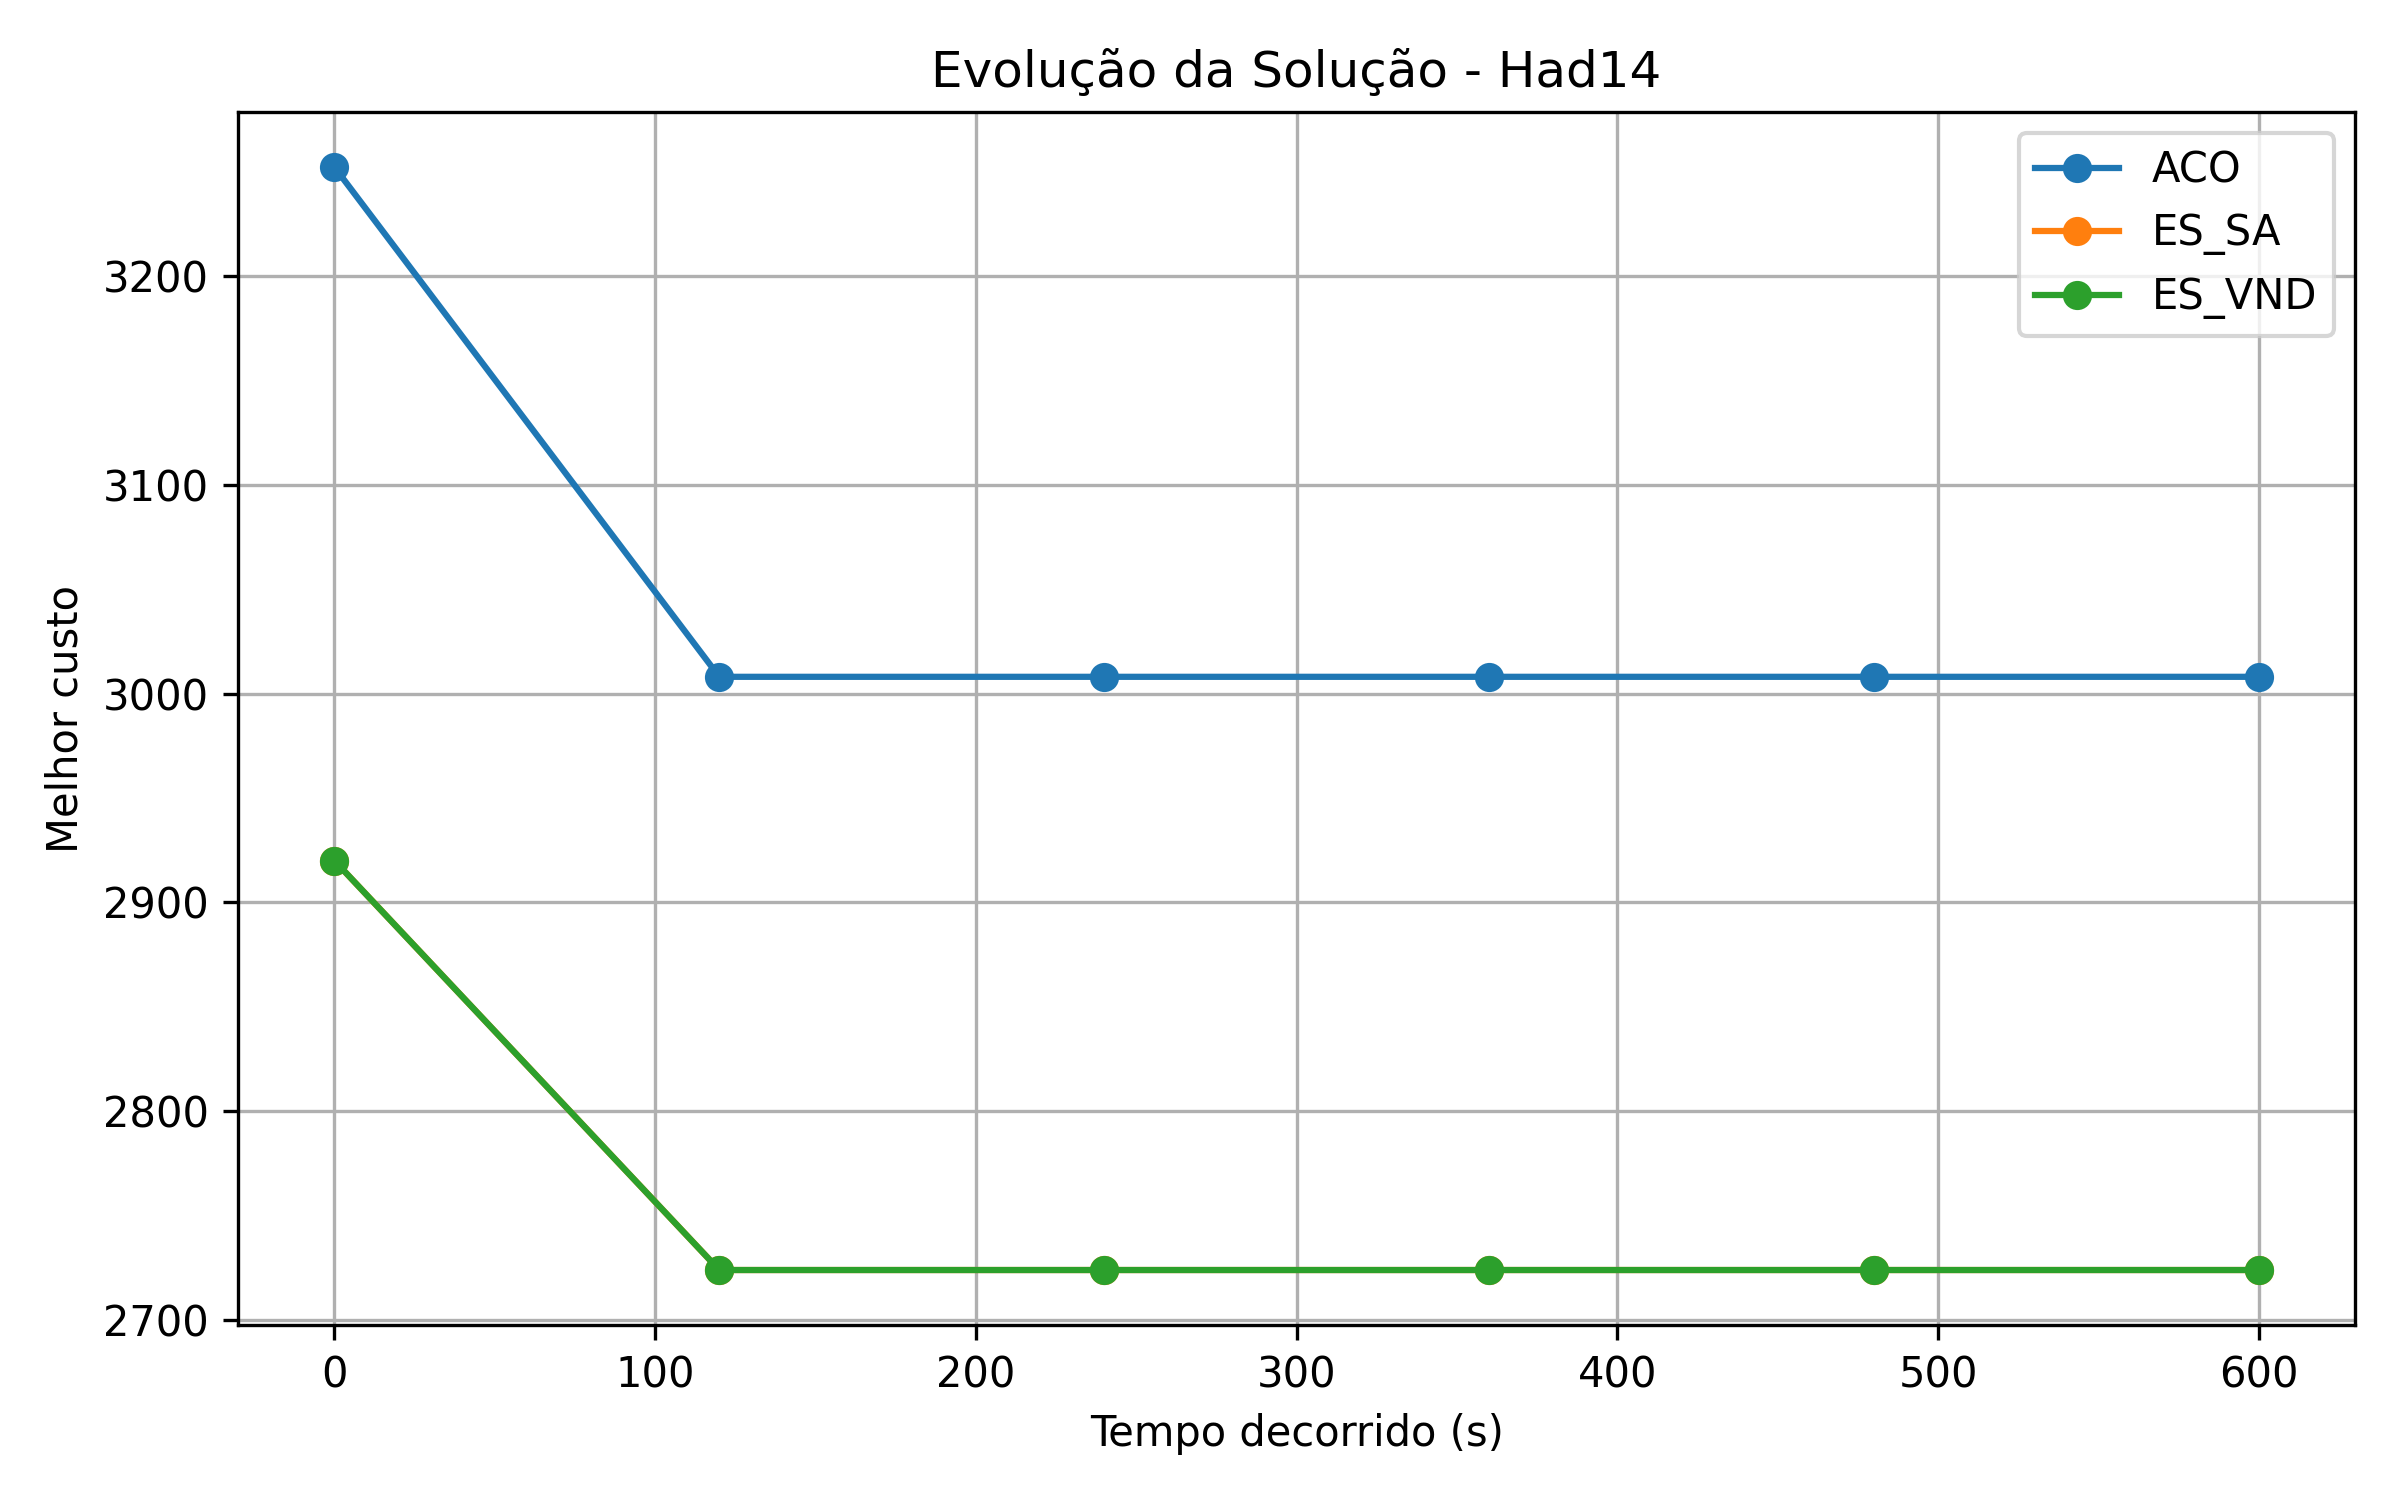 Evolução da Solução - Had14
ACO
ES_SA
ES_VND
Melhor custo
3200
3100
3000
2900
2800
2700
0 100 200 300 400 500 600
Tempo decorrido (s)